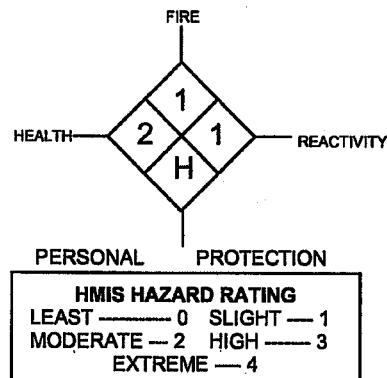 FIRE
1
HEALTH 2 1 REACTIVITY
H
PERSONAL PROTECTION
HMIS HAZARD RATING
LEAST ——— 0 SLIGHT — 1
MODERATE — 2 HIGH — 3
EXTREME — 4